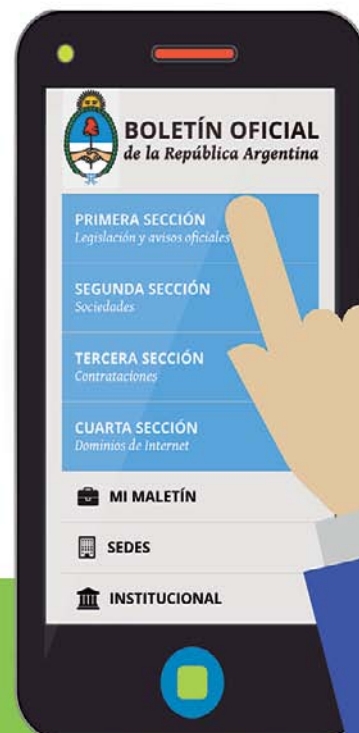 BOLETÍN OFICIAL
de la República Argentina
PRIMERA SECCIÓN
Legislación y avisos oficiales
SEGUNDA SECCIÓN
Sociedades
TERCERA SECCIÓN
Contrataciones
CUARTA SECCIÓN
Dominios de Internet
MI MALETÍN
SEDES
INSTITUCIONAL